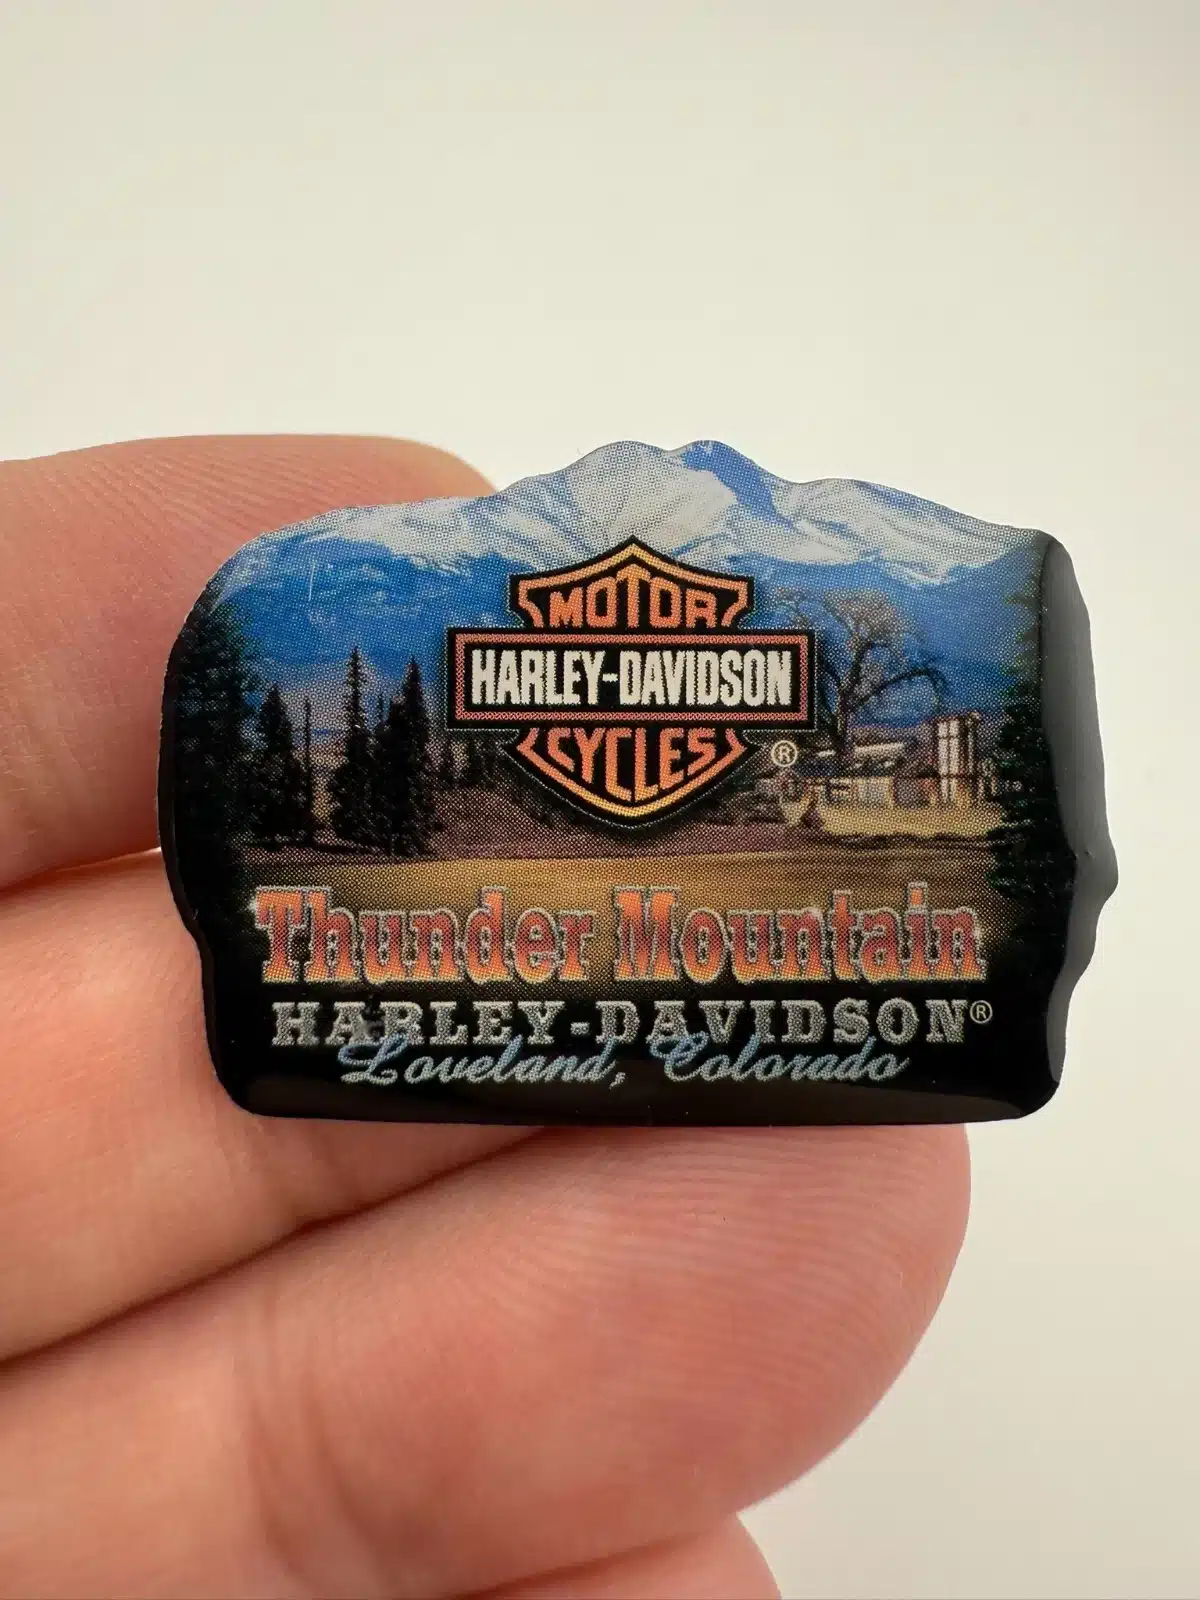 MOTOR
HARLEY-DAVIDSON
CYCLES
®
Thunder Mountain
HARLEY-DAVIDSON®
Loveland, Colorado